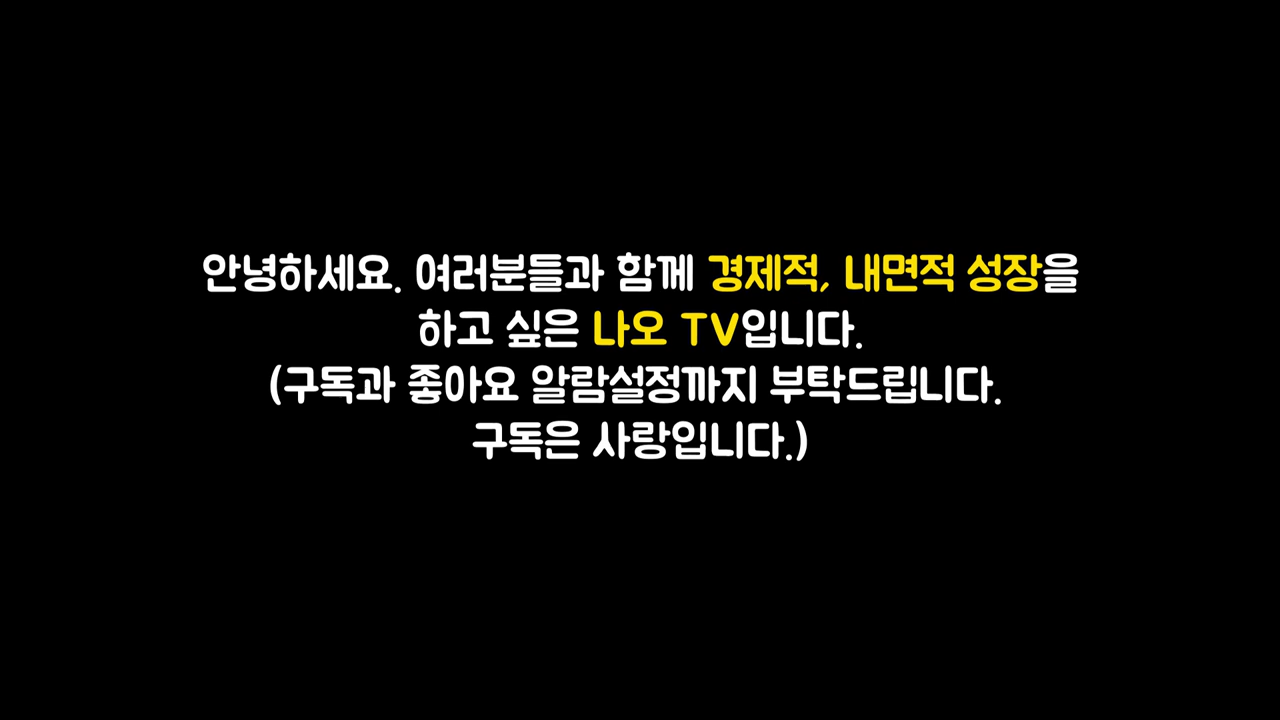 안녕하세요. 여러분들과 함께 경제적, 내면적 성장을
하고 싶은 나오 TV입니다.
(구독과 좋아요 알람설정까지 부탁드립니다.
구독은 사랑입니다.)